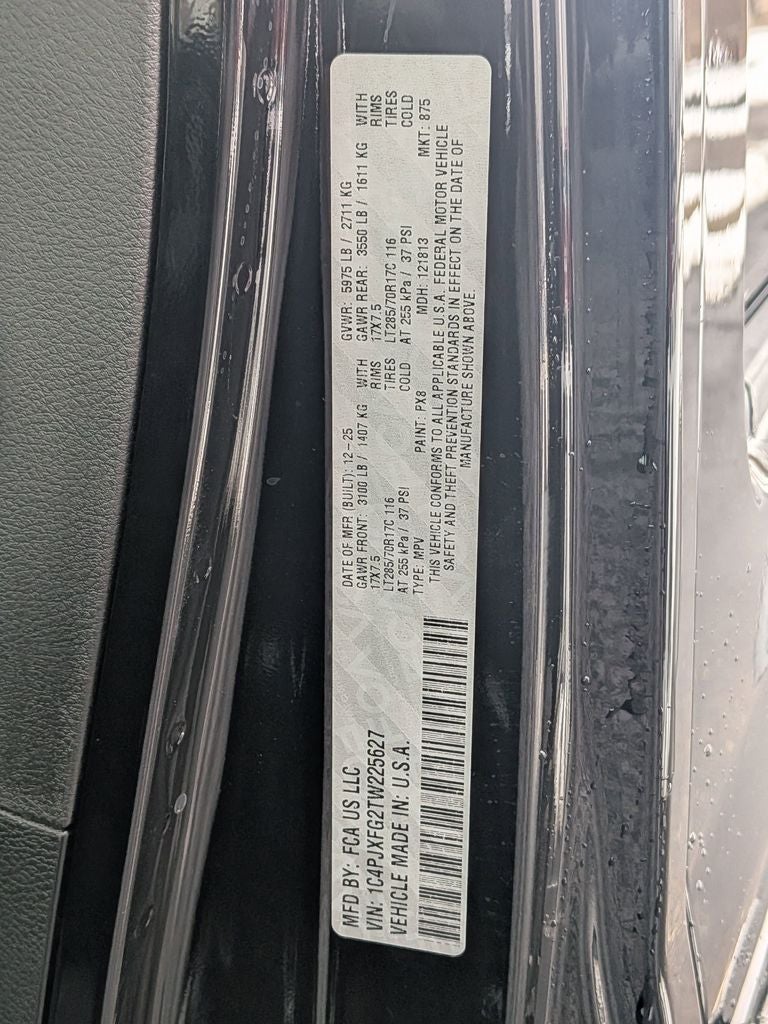 MFD BY: FCA US LLC
VIN: 1C4PJXFG2TW225627
VEHICLE MADE IN: U.S.A.
DATE OF MFR (BUILT): 12-25 GVWR: 5975 LB / 2711 KG
GAWR FRONT: 3100 LB / 1407 KG WITH GAWR REAR: 3550 LB / 1611 KG WITH
17X7.5 RIMS 17X7.5 RIMS
LT285/70R17C 116 TIRES LT285/70R17C 116 TIRES
AT 255 kPa / 37 PSI COLD AT 255 kPa / 37 PSI COLD
TYPE: MPV PAINT: PX8 MDH: 121813 MKT: 875
THIS VEHICLE CONFORMS TO ALL APPLICABLE U.S.A. FEDERAL MOTOR VEHICLE
SAFETY AND THEFT PREVENTION STANDARDS IN EFFECT ON THE DATE OF
MANUFACTURE SHOWN ABOVE